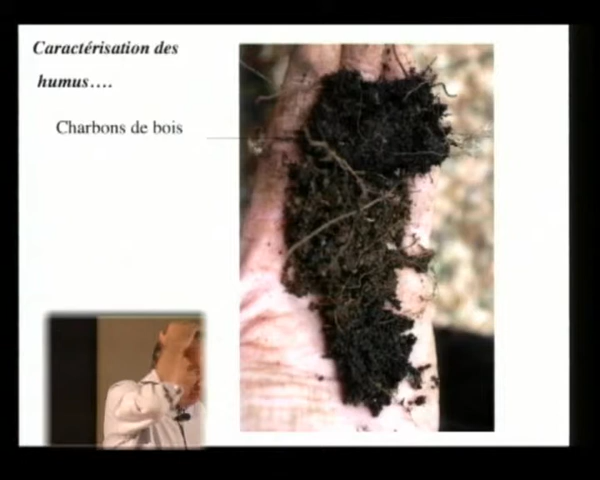 Caractérisation des
humus....
Charbons de bois